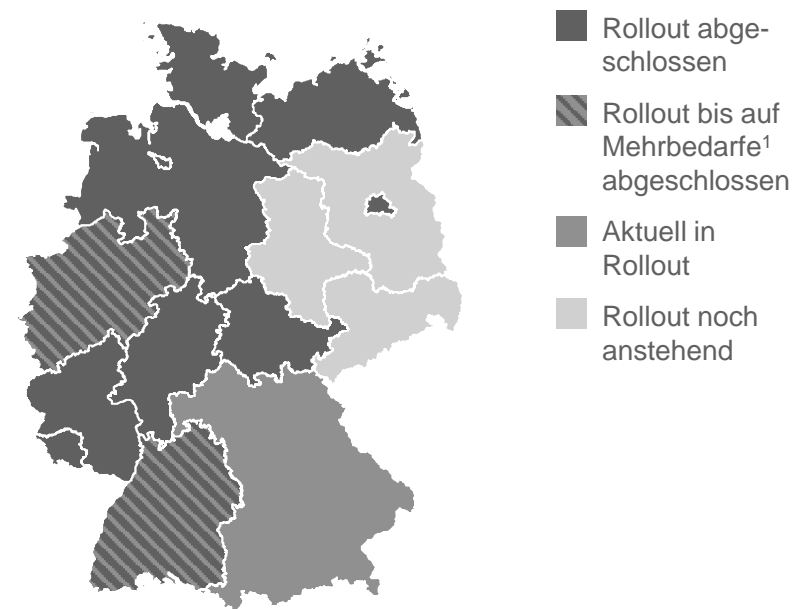 Rollout abge-
schlossen
Rollout bis auf
Mehrbedarfe¹
abgeschlossen
Aktuell in
Rollout
Rollout noch
anstehend